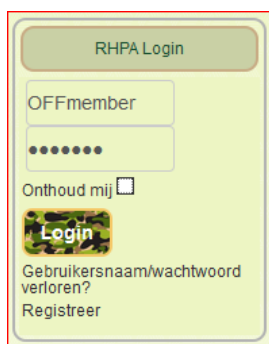 RHPA Login
OFFmember
•••••••
Onthoud mij
Login
Gebruikersnaam/wachtwoord
verloren?
Registreer